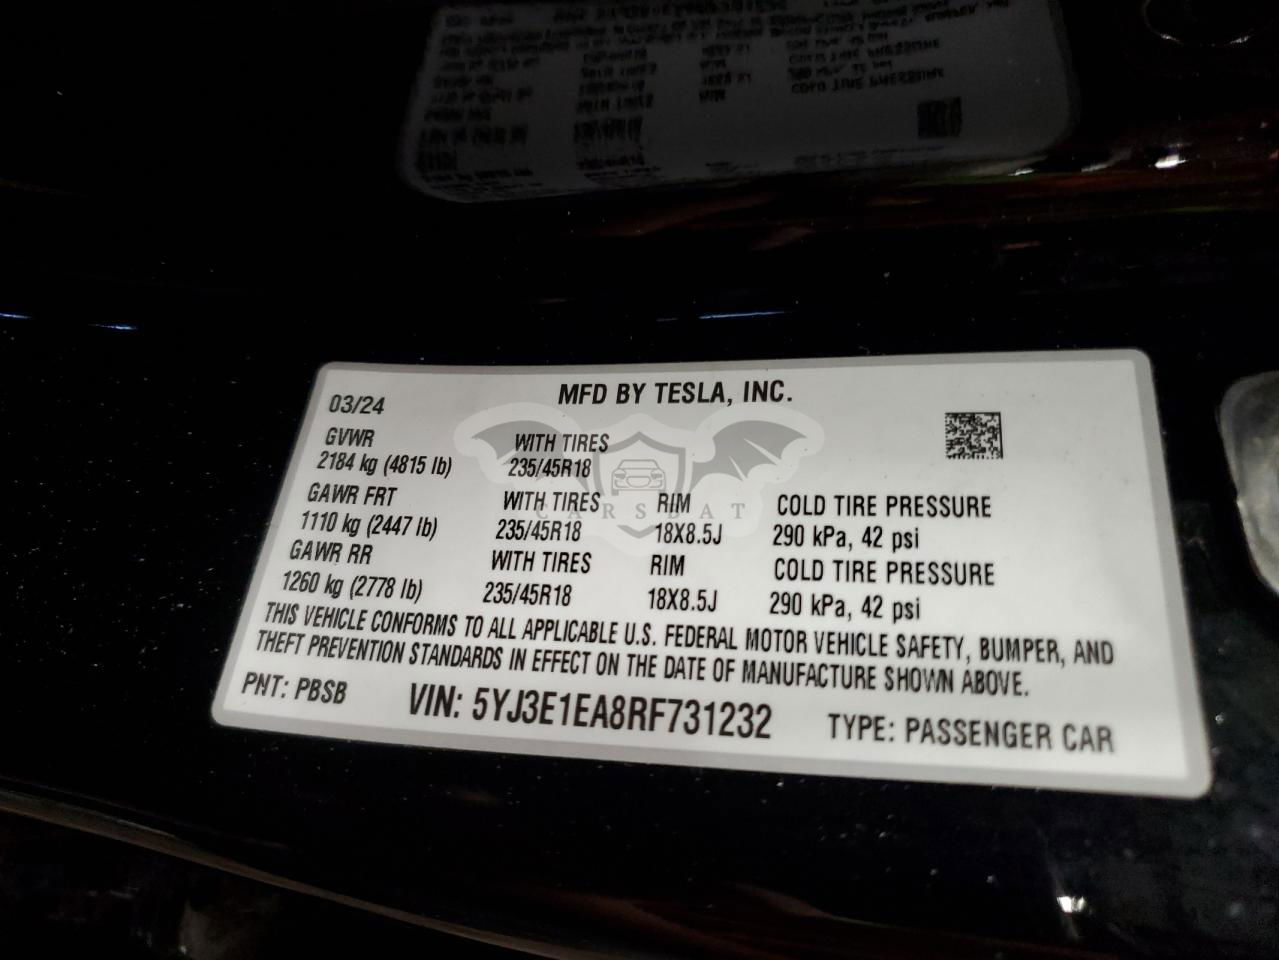 MFD BY TESLA, INC.
03/24
GVWR WITH TIRES
2184 kg (4815 lb) 235/45R18
GAWR FRT WITH TIRES RIM COLD TIRE PRESSURE
1110 kg (2447 lb) 235/45R18 18X8.5J 290 kPa, 42 psi
GAWR RR WITH TIRES RIM COLD TIRE PRESSURE
1260 kg (2778 lb) 235/45R18 18X8.5J 290 kPa, 42 psi
THIS VEHICLE CONFORMS TO ALL APPLICABLE U.S. FEDERAL MOTOR VEHICLE SAFETY, BUMPER, AND
THEFT PREVENTION STANDARDS IN EFFECT ON THE DATE OF MANUFACTURE SHOWN ABOVE.
PNT: PBSB VIN: 5YJ3E1EA8RF731232 TYPE: PASSENGER CAR
CARSBAT